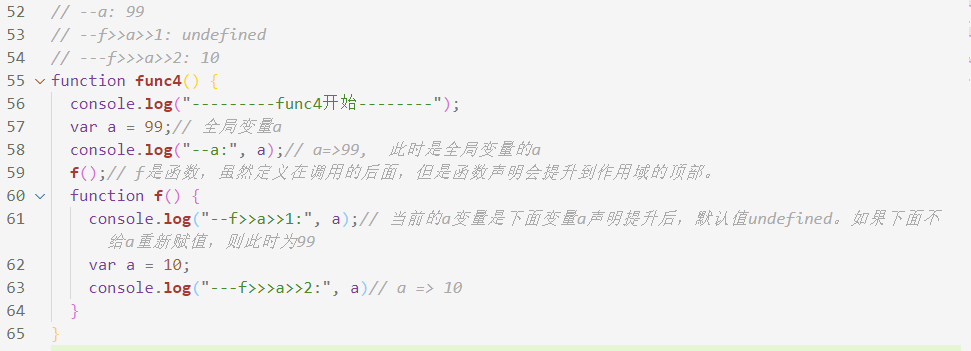 52 // --a: 99
53 // --f>>a>>1: undefined
54 // ---f>>>a>>2: 10
55 function func4() {
56 console.log("---------func4开始--------");
57 var a = 99;// 全局变量a
58 console.log("--a:", a);// a=>99, 此时是全局变量的a
59 f();// f是函数，虽然定义在调用的后面，但是函数声明会提升到作用域的顶部。
60 function f() {
61 console.log("--f>>a>>1:", a);// 当前的a变量是下面变量a声明提升后，默认值undefined。如果下面不
给a重新赋值，则此时为99
62 var a = 10;
63 console.log("---f>>>a>>2:", a)// a => 10
64 }
65 }